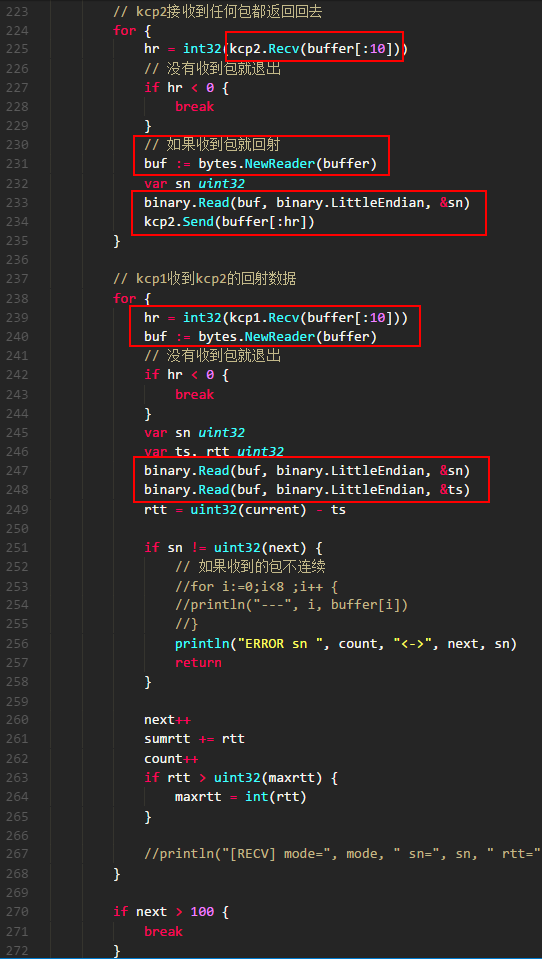 223 // kcp2接收到任何包都返回回去
224 for {
225 hr = int32(kcp2.Recv(buffer[:10]))
226 // 没有收到包就退出
227 if hr < 0 {
228 break
229 }
230 // 如果收到包就回射
231 buf := bytes.NewReader(buffer)
232 var sn uint32
233 binary.Read(buf, binary.LittleEndian, &sn)
234 kcp2.Send(buffer[:hr])
235 }
236
237 // kcp1收到kcp2的回射数据
238 for {
239 hr = int32(kcp1.Recv(buffer[:10]))
240 buf := bytes.NewReader(buffer)
241 // 没有收到包就退出
242 if hr < 0 {
243 break
244 }
245 var sn uint32
246 var ts, rtt uint32
247 binary.Read(buf, binary.LittleEndian, &sn)
248 binary.Read(buf, binary.LittleEndian, &ts)
249 rtt = uint32(current) - ts
250
251 if sn != uint32(next) {
252 // 如果收到的包不连续
253 //for i:=0;i<8 ;i++ {
254 //println("---", i, buffer[i])
255 //}
256 println("ERROR sn ", count, "<->", next, sn)
257 return
258 }
259
260 next++
261 sumrtt += rtt
262 count++
263 if rtt > uint32(maxrtt) {
264 maxrtt = int(rtt)
265 }
266
267 //println("[RECV] mode=", mode, " sn=", sn, " rtt="
268 }
269
270 if next > 100 {
271 break
272 }